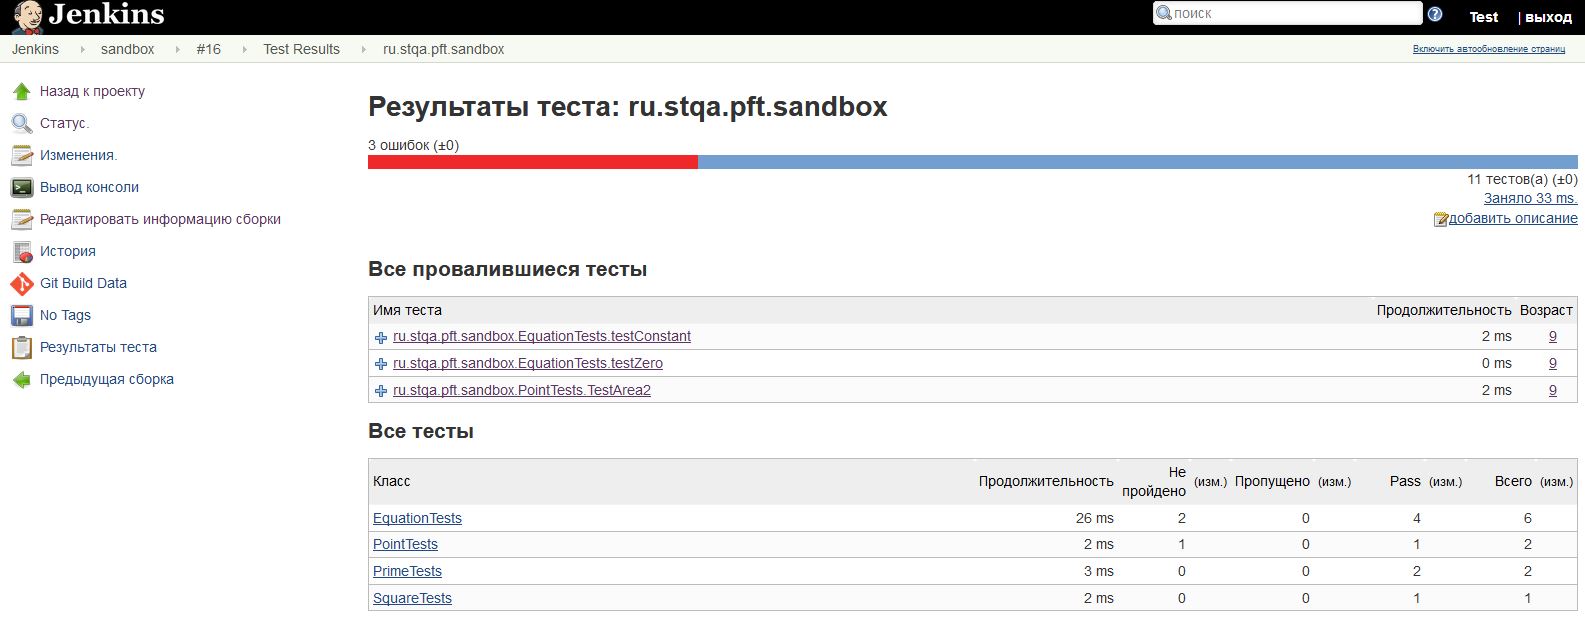 Jenkins
поиск
Test | выход
Jenkins sandbox #16 Test Results ru.stqa.pft.sandbox
Включить автообновление страниц
Назад к проекту
Статус.
Изменения.
Вывод консоли
Редактировать информацию сборки
История
Git Build Data
No Tags
Результаты теста
Предыдущая сборка
Результаты теста: ru.stqa.pft.sandbox
3 ошибок (±0)
11 тестов(а) (±0)
Заняло 33 ms.
добавить описание
Все провалившиеся тесты
Имя теста Продолжительность Возраст
ru.stqa.pft.sandbox.EquationTests.testConstant 2 ms 9
ru.stqa.pft.sandbox.EquationTests.testZero 0 ms 9
ru.stqa.pft.sandbox.PointTests.TestArea2 2 ms 9
Все тесты
Класс Продолжительность Не пройдено (изм.) Пропущено (изм.) Pass (изм.) Всего (изм.)
EquationTests 26 ms 2 0 4 6
PointTests 2 ms 1 0 1 2
PrimeTests 3 ms 0 0 2 2
SquareTests 2 ms 0 0 1 1